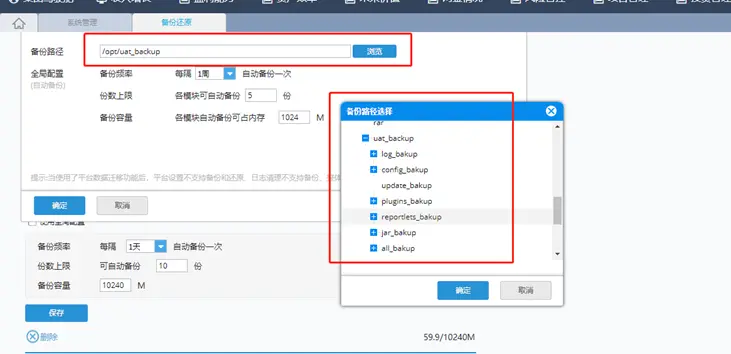 系统管理
备份还原
备份路径
/opt/uat_backup
浏览
全局配置
(自动备份)
备份频率
每隔
1周
自动备份一次
份数上限
各模块可自动备份
5
份
备份容量
各模块自动备份可占内存
1024
M
提示:当使用了平台数据迁移功能后，平台设置不支持备份和还原、日志清理不支持备份
确定
取消
备份路径选择
rar
uat_backup
log_bakup
config_bakup
update_bakup
plugins_bakup
reportlets_bakup
jar_bakup
all_bakup
确定
取消
使用全局配置
备份频率
每隔
1天
自动备份一次
份数上限
可自动备份
10
份
备份容量
10240
M
保存
删除
59.9/10240M